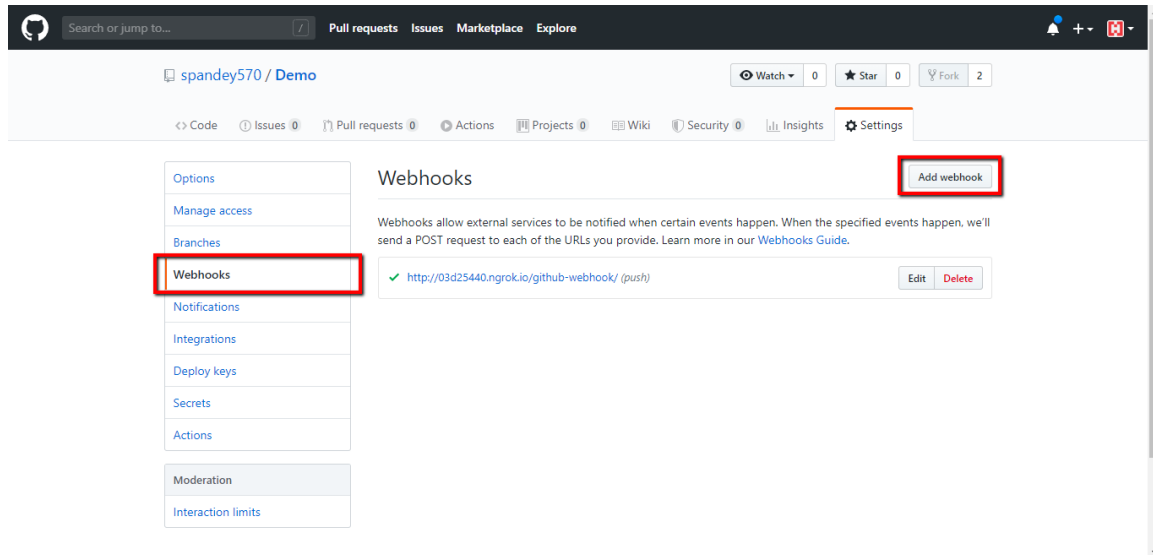 Search or jump to... / Pull requests Issues Marketplace Explore
spandey570 / Demo Watch 0 Star 0 Fork 2
Code Issues 0 Pull requests 0 Actions Projects 0 Wiki Security 0 Insights Settings
Options
Manage access
Branches
Webhooks
Notifications
Integrations
Deploy keys
Secrets
Actions
Moderation
Interaction limits
Webhooks Add webhook
Webhooks allow external services to be notified when certain events happen. When the specified events happen, we'll
send a POST request to each of the URLs you provide. Learn more in our Webhooks Guide.
http://03d25440.ngrok.io/github-webhook/ (push) Edit Delete